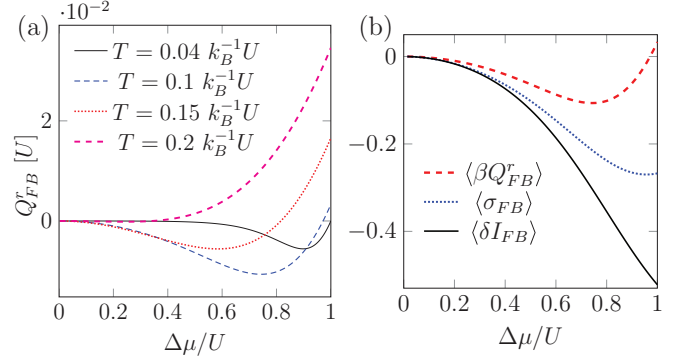 (a)
·10⁻²
T = 0.04 k_B⁻¹U
T = 0.1 k_B⁻¹U
T = 0.15 k_B⁻¹U
T = 0.2 k_B⁻¹U
Q^r_FB [U]
2
0
0 0.2 0.4 0.6 0.8 1
Δμ/U
(b)
0
−0.2
−0.4
⟨βQ^r_FB⟩
⟨σ_FB⟩
⟨δI_FB⟩
0 0.2 0.4 0.6 0.8 1
Δμ/U